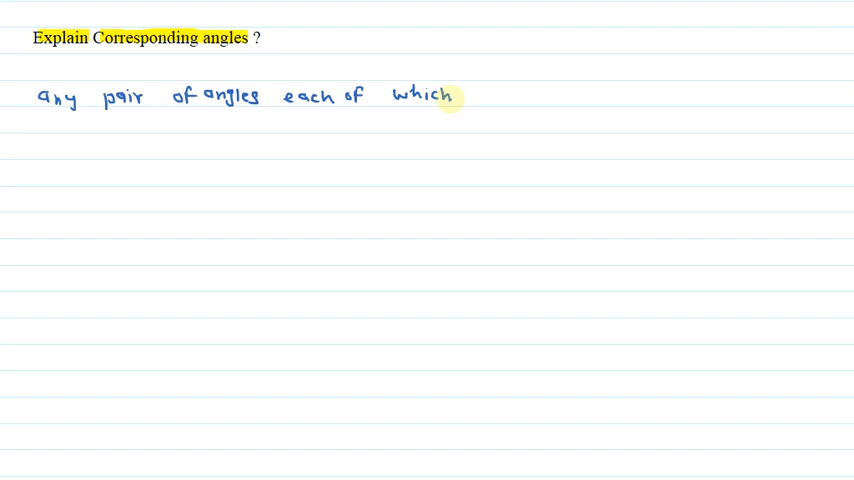 Explain Corresponding angles ?
any pair of angles each of which